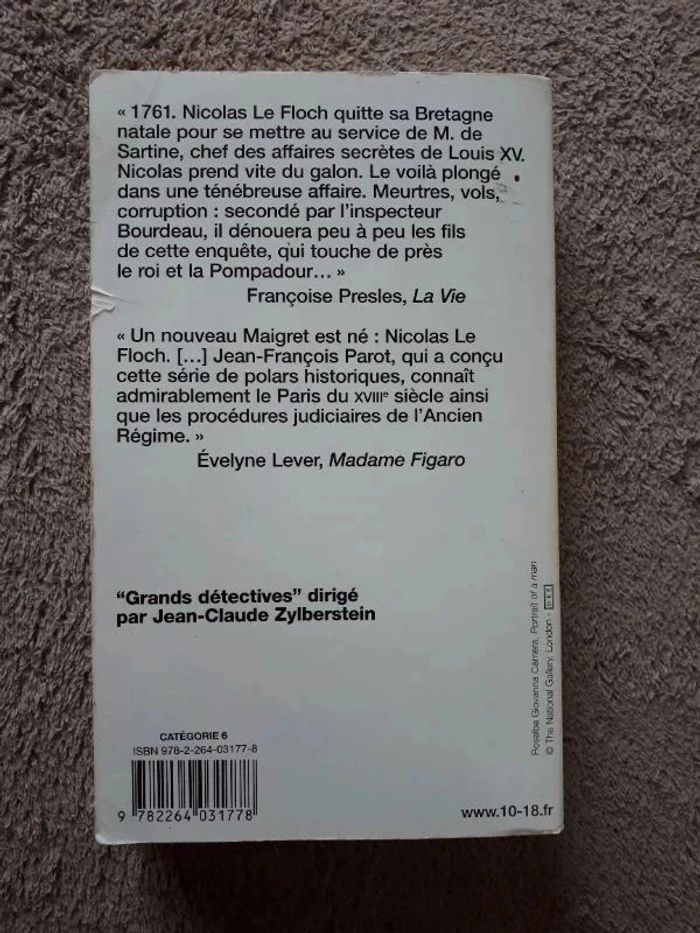 « 1761. Nicolas Le Floch quitte sa Bretagne
natale pour se mettre au service de M. de
Sartine, chef des affaires secrètes de Louis XV.
Nicolas prend vite du galon. Le voilà plongé
dans une ténébreuse affaire. Meurtres, vols,
corruption : secondé par l'inspecteur
Bourdeau, il dénouera peu à peu les fils
de cette enquête, qui touche de près
le roi et la Pompadour... »
Françoise Presles, La Vie
« Un nouveau Maigret est né : Nicolas Le
Floch. [...] Jean-François Parot, qui a conçu
cette série de polars historiques, connaît
admirablement le Paris du XVIIIe siècle ainsi
que les procédures judiciaires de l'Ancien
Régime. »
Évelyne Lever, Madame Figaro
"Grands détectives" dirigé
par Jean-Claude Zylberstein
Rosalba Giovanna Carriera, Portrait of a man
© The National Gallery, London -
CATÉGORIE 6
ISBN 978-2-264-03177-8
9 782264 031778
www.10-18.fr